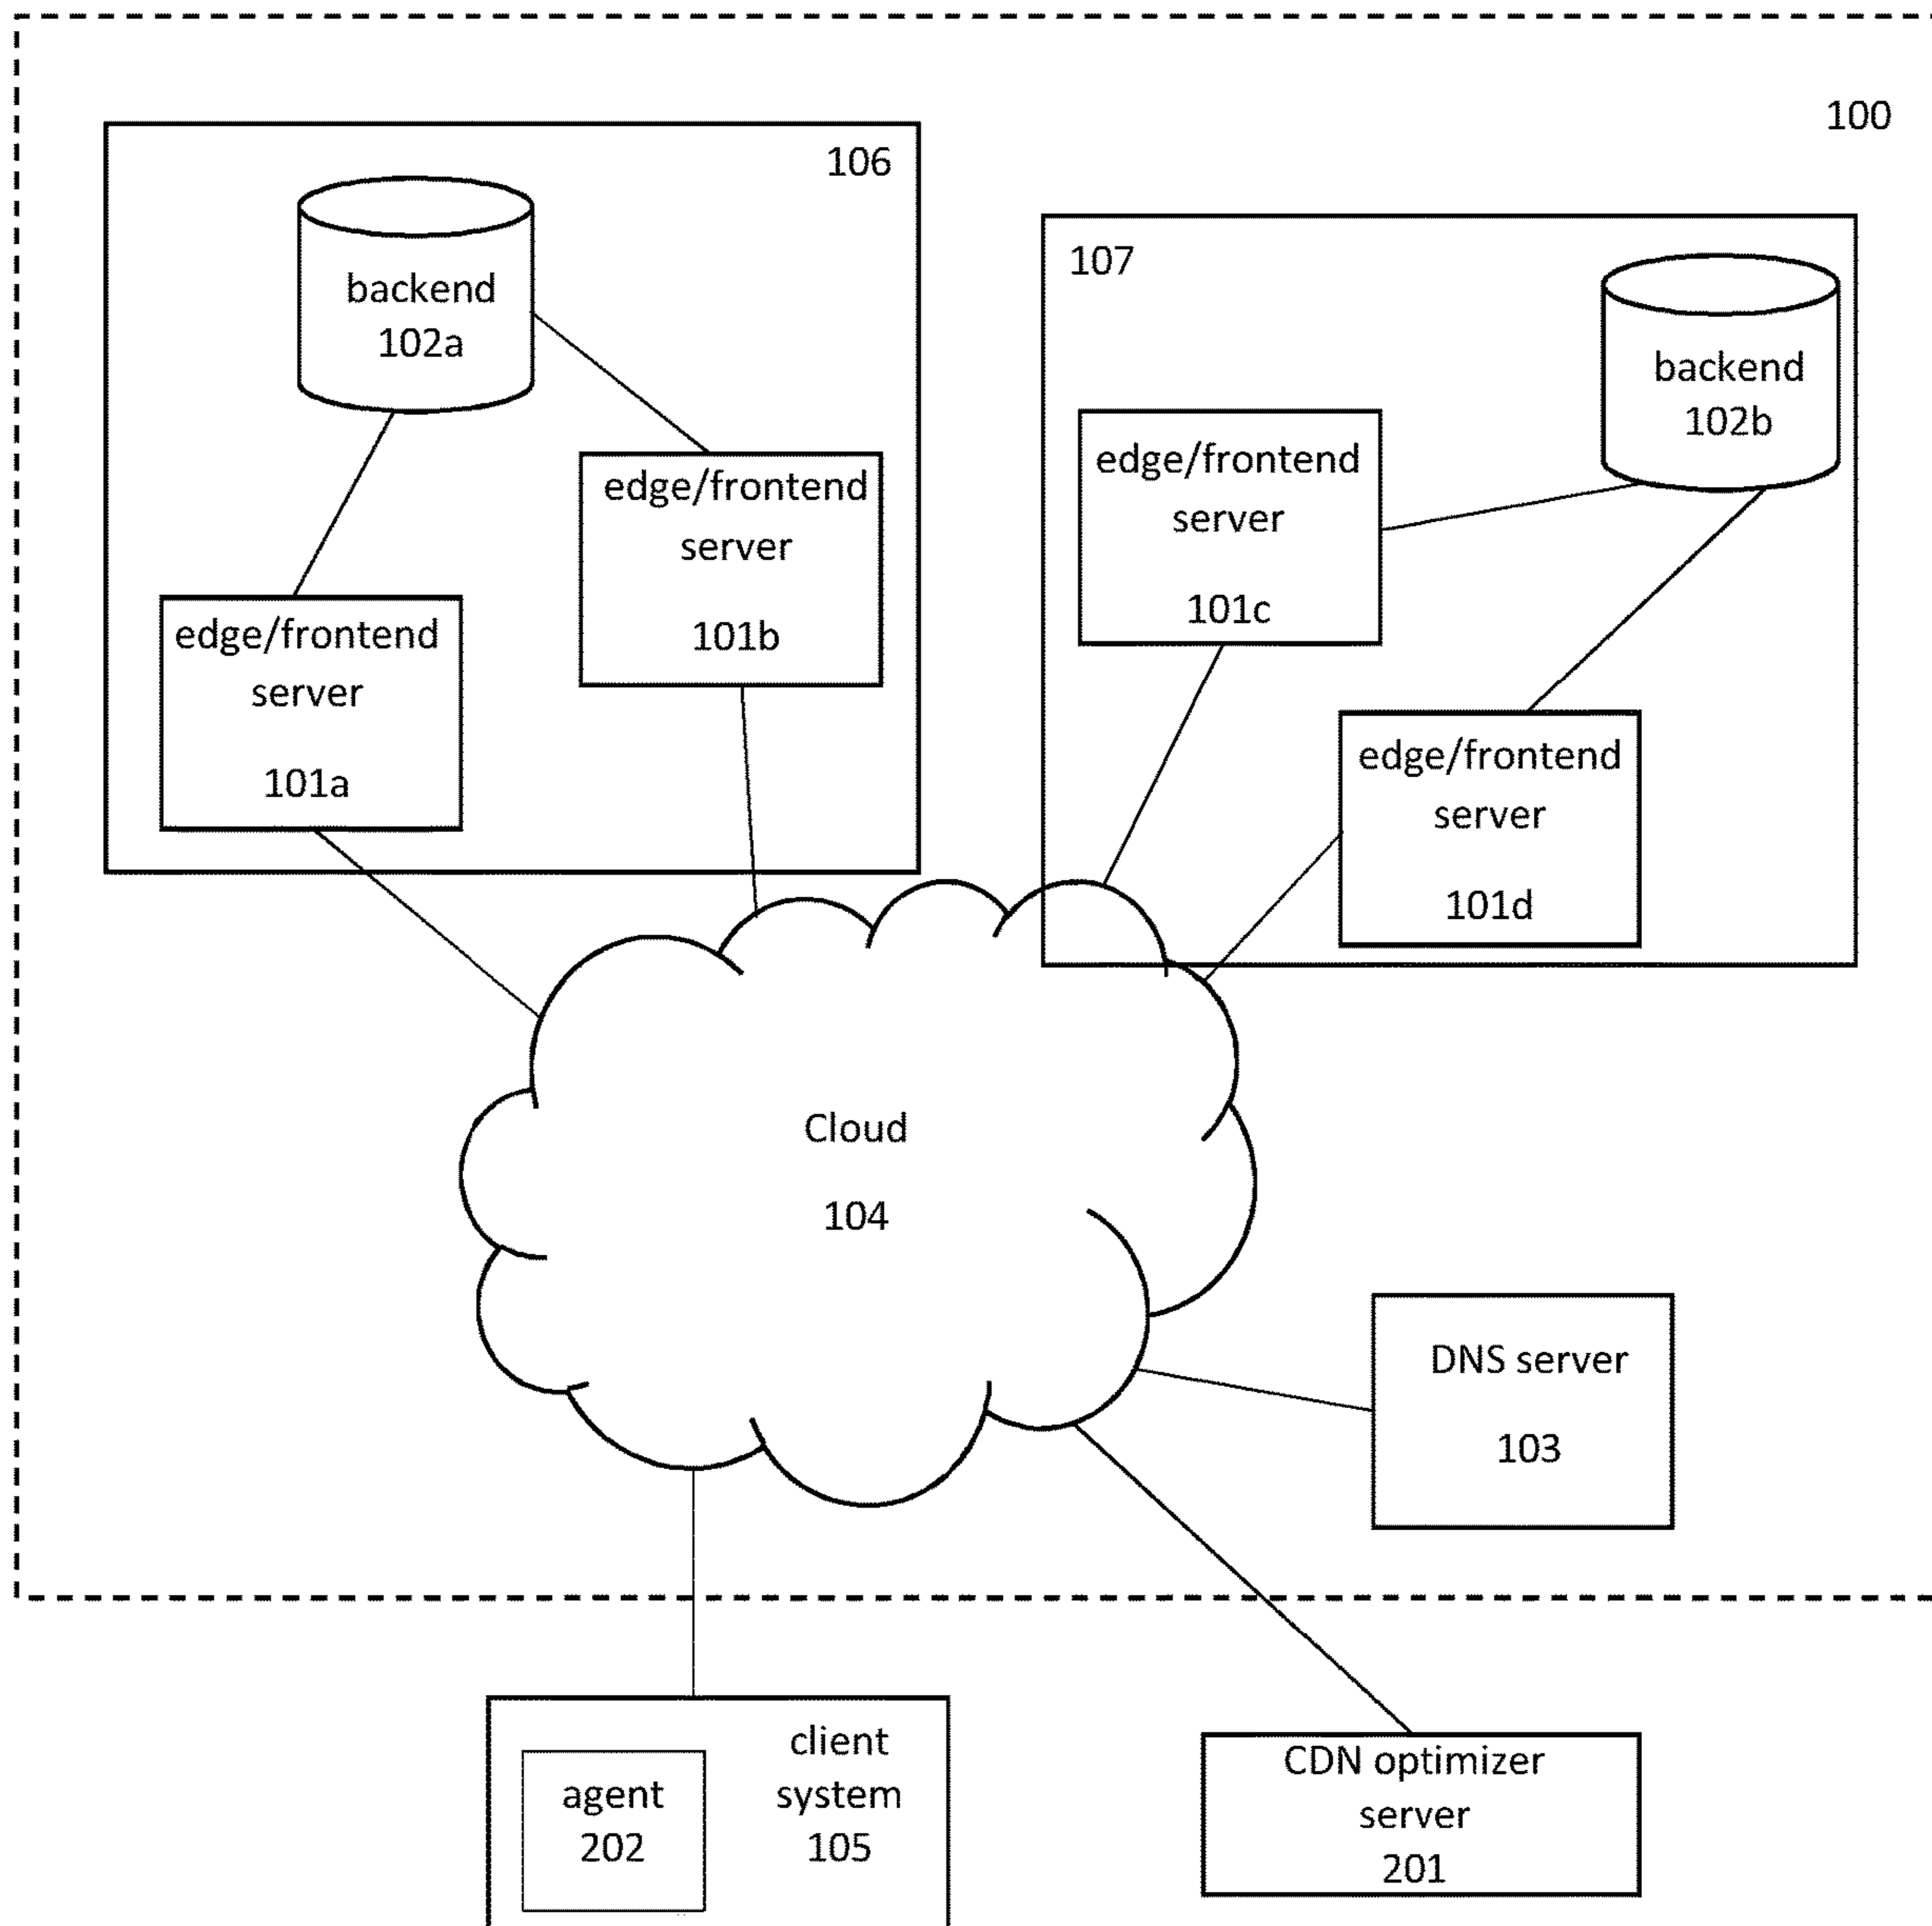 100
106
backend
102a
107
backend
102b
edge/frontend
server
101c
edge/frontend
server
101b
edge/frontend
server
101a
edge/frontend
server
101d
Cloud
104
DNS server
103
client
system
105
agent
202
CDN optimizer
server
201